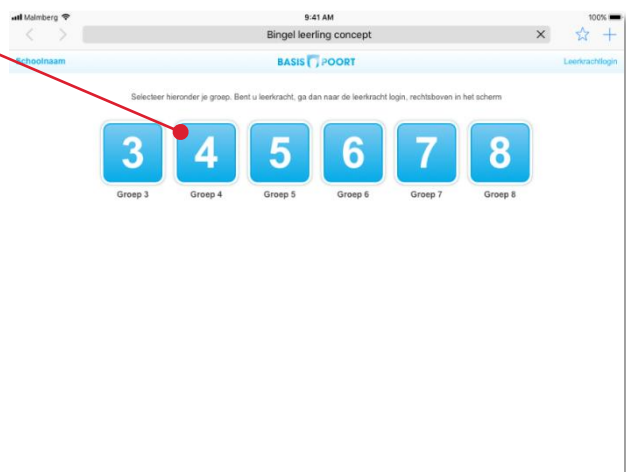 Malmberg 9:41 AM 100%
Bingel leerling concept
Schoolnaam BASIS POORT Leerkrachtlogin
Selecteer hieronder je groep. Bent u leerkracht, ga dan naar de leerkracht login, rechtsboven in het scherm
3 4 5 6 7 8
Groep 3 Groep 4 Groep 5 Groep 6 Groep 7 Groep 8